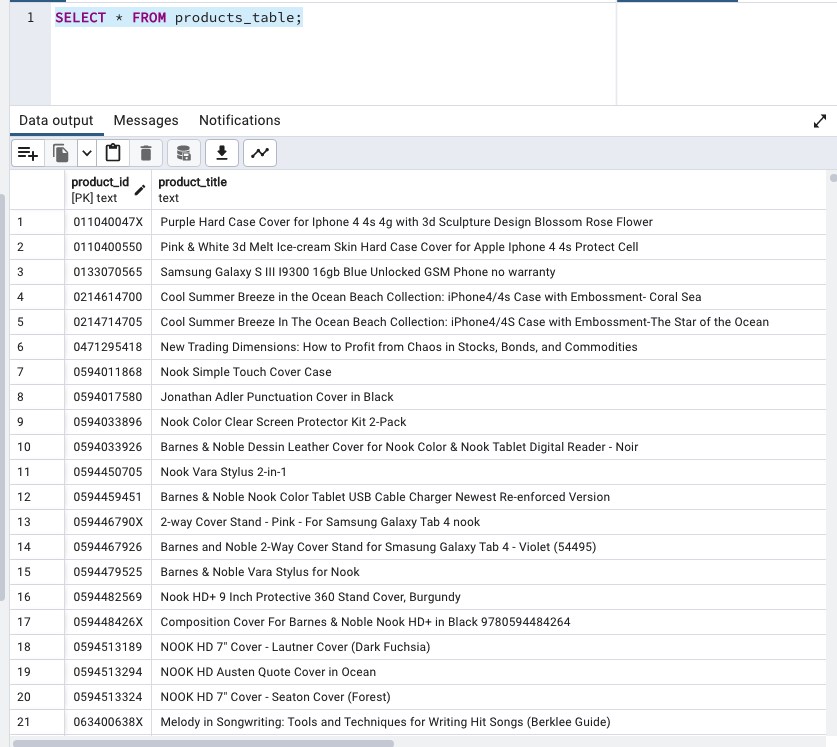 1 SELECT * FROM products_table;
Data output Messages Notifications
product_id product_title
[PK] text text
1 011040047X Purple Hard Case Cover for Iphone 4 4s 4g with 3d Sculpture Design Blossom Rose Flower
2 0110400550 Pink & White 3d Melt Ice-cream Skin Hard Case Cover for Apple Iphone 4 4s Protect Cell
3 0133070565 Samsung Galaxy S III I9300 16gb Blue Unlocked GSM Phone no warranty
4 0214614700 Cool Summer Breeze in the Ocean Beach Collection: iPhone4/4s Case with Embossment- Coral Sea
5 0214714705 Cool Summer Breeze In The Ocean Beach Collection: iPhone4/4S Case with Embossment-The Star of the Ocean
6 0471295418 New Trading Dimensions: How to Profit from Chaos in Stocks, Bonds, and Commodities
7 0594011868 Nook Simple Touch Cover Case
8 0594017580 Jonathan Adler Punctuation Cover in Black
9 0594033896 Nook Color Clear Screen Protector Kit 2-Pack
10 0594033926 Barnes & Noble Dessin Leather Cover for Nook Color & Nook Tablet Digital Reader - Noir
11 0594450705 Nook Vara Stylus 2-in-1
12 0594459451 Barnes & Noble Nook Color Tablet USB Cable Charger Newest Re-enforced Version
13 059446790X 2-way Cover Stand - Pink - For Samsung Galaxy Tab 4 nook
14 0594467926 Barnes and Noble 2-Way Cover Stand for Smasung Galaxy Tab 4 - Violet (54495)
15 0594479525 Barnes & Noble Vara Stylus for Nook
16 0594482569 Nook HD+ 9 Inch Protective 360 Stand Cover, Burgundy
17 059448426X Composition Cover For Barnes & Noble Nook HD+ in Black 9780594484264
18 0594513189 NOOK HD 7" Cover - Lautner Cover (Dark Fuchsia)
19 0594513294 NOOK HD Austen Quote Cover in Ocean
20 0594513324 NOOK HD 7" Cover - Seaton Cover (Forest)
21 063400638X Melody in Songwriting: Tools and Techniques for Writing Hit Songs (Berklee Guide)